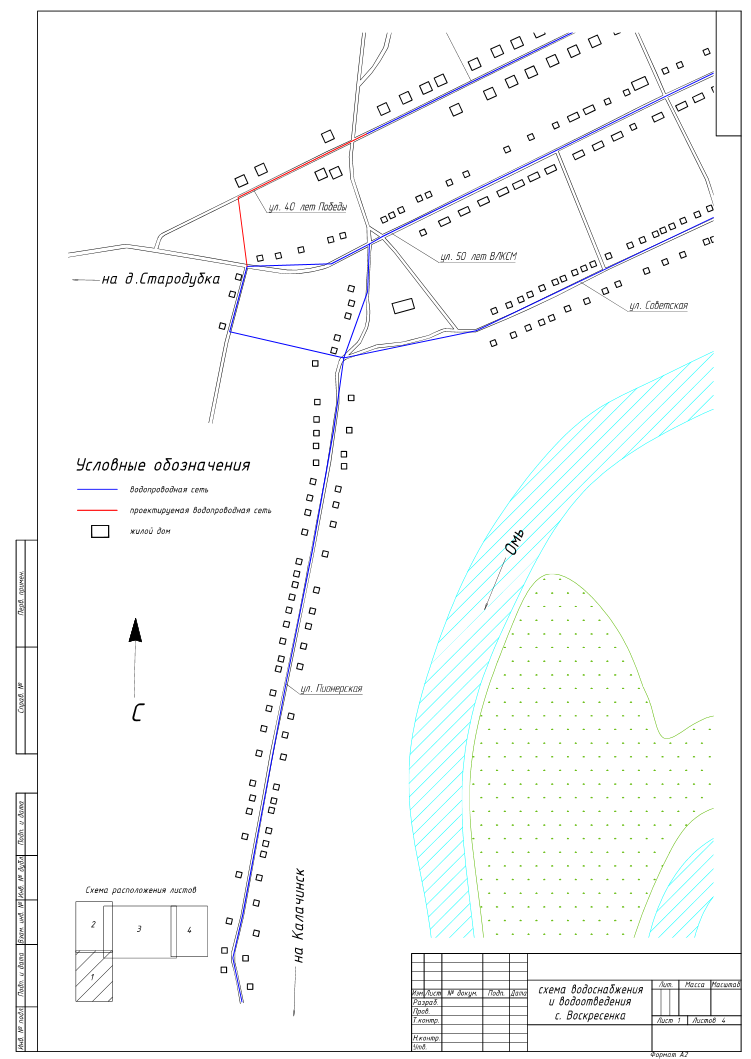 ул. 40 лет Победы
ул. 50 лет ВЛКСМ
на д.Стародубка
ул. Советская
Условные обозначения
водопроводная сеть
проектируемая водопроводная сеть
жилой дом
Омь
С
ул. Пионерская
на Калачинск
Схема расположения листов
2
3
4
1
Перв. примен.
Справ. №
Подп. и дата
Инв. № дубл.
Взам. инв. №
Подп. и дата
Инв. № подл.
Изм. Лист № докум. Подп. Дата
Разраб.
Пров.
Т.контр.
Н.контр.
Утв.
схема водоснабжения
и водоотведения
с. Воскресенка
Лит. Масса Масштаб
Лист 1 Листов 4
Формат А2